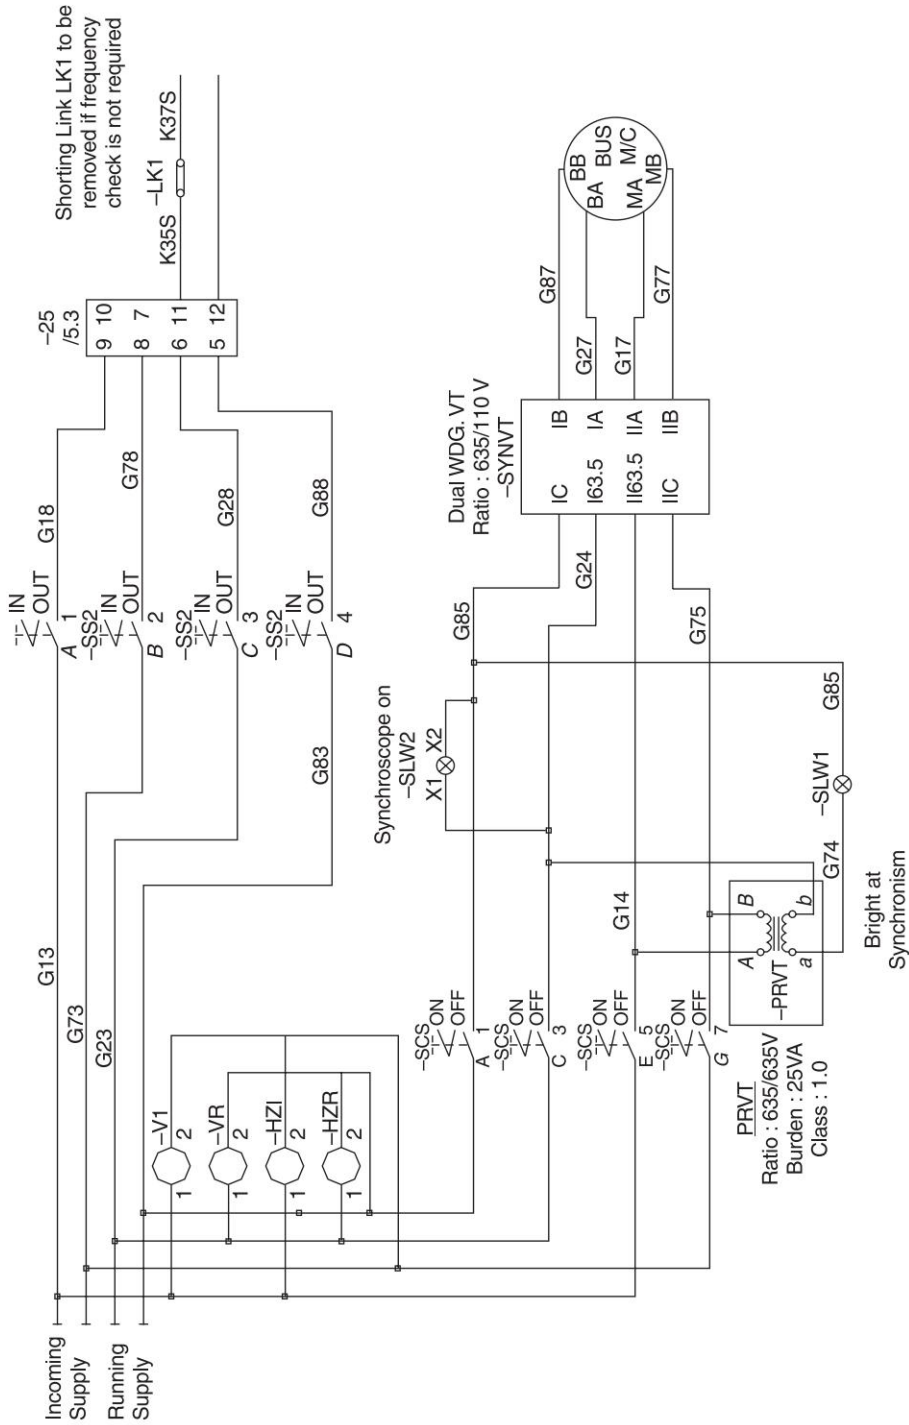 Shorting Link LK1 to be
removed if frequency
check is not required
–25
/5.3
9 10
8 7
6 11
5 12
K35S
–LK1
K37S
IN
OUT
A 1
G18
–SS2
IN
OUT
B 2
G78
–SS2
IN
OUT
C 3
G28
–SS2
IN
OUT
D 4
G88
G13
G73
G23
G83
Incoming
Supply
Running
Supply
–V1
1 2
–VR
1 2
–HZI
1 2
–HZR
1 2
Synchroscope on
–SLW2
X1 X2
–SCS
ON
OFF
A 1
–SCS
ON
OFF
C 3
–SCS
ON
OFF
E 5
–SCS
ON
OFF
G 7
G85
G24
G14
G75
Dual WDG. VT
Ratio : 635/110 V
–SYNVT
IC IB
I63.5 IA
II63.5 IIA
IIC IIB
G87
G27
G17
G77
BB
BA BUS
MA M/C
MB
PRVT
Ratio : 635/635V
Burden : 25VA
Class : 1.0
A B
–PRVT
a b
G74
–SLW1
G85
Bright at
Synchronism